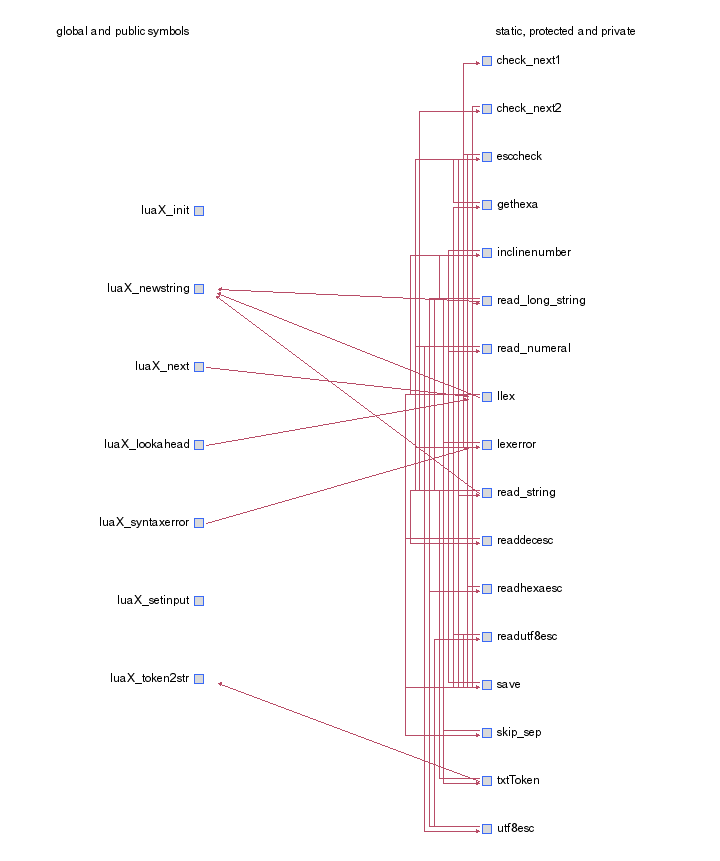 global and public symbols
static, protected and private
check_next1
check_next2
esccheck
luaX_init
gethexa
inclinenumber
luaX_newstring
read_long_string
read_numeral
luaX_next
llex
luaX_lookahead
lexerror
read_string
luaX_syntaxerror
readdecesc
readhexaesc
luaX_setinput
readutf8esc
luaX_token2str
save
skip_sep
txtToken
utf8esc